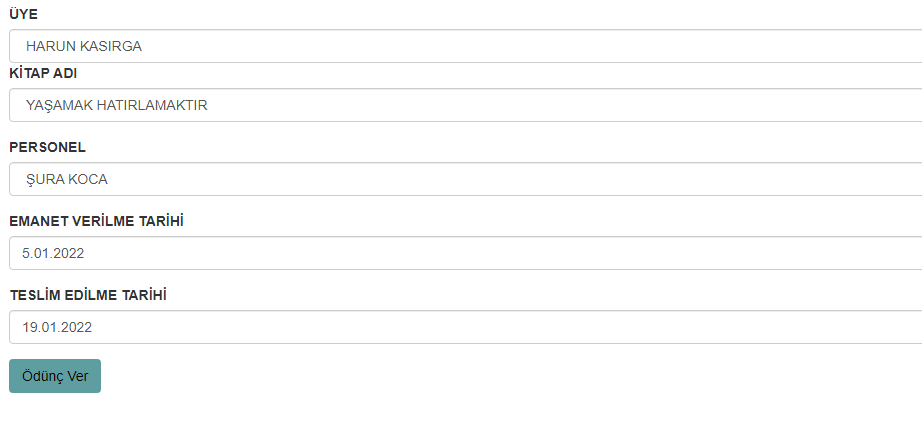 ÜYE
HARUN KASIRGA
KİTAP ADI
YAŞAMAK HATIRLAMAKTIR
PERSONEL
ŞURA KOCA
EMANET VERİLME TARİHİ
5.01.2022
TESLİM EDİLME TARİHİ
19.01.2022
Ödünç Ver